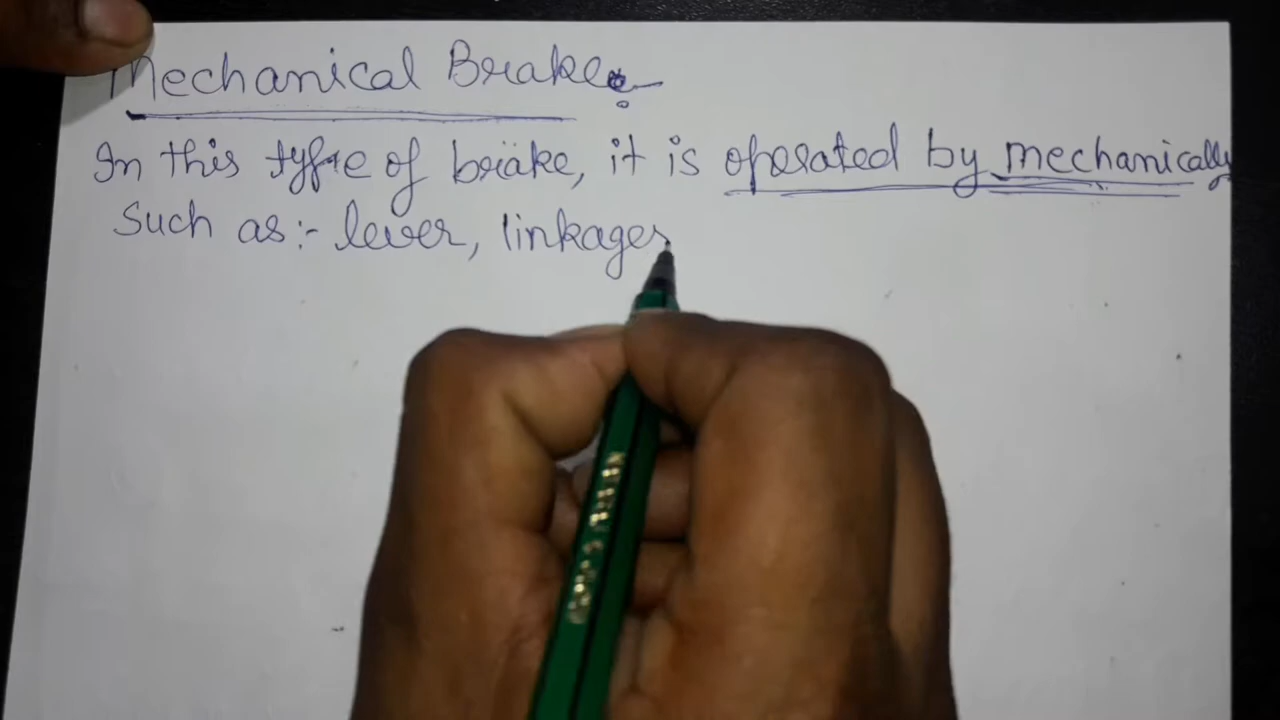 Mechanical Brake:-
In this type of brake, it is operated by mechanically
Such as:- lever, linkages